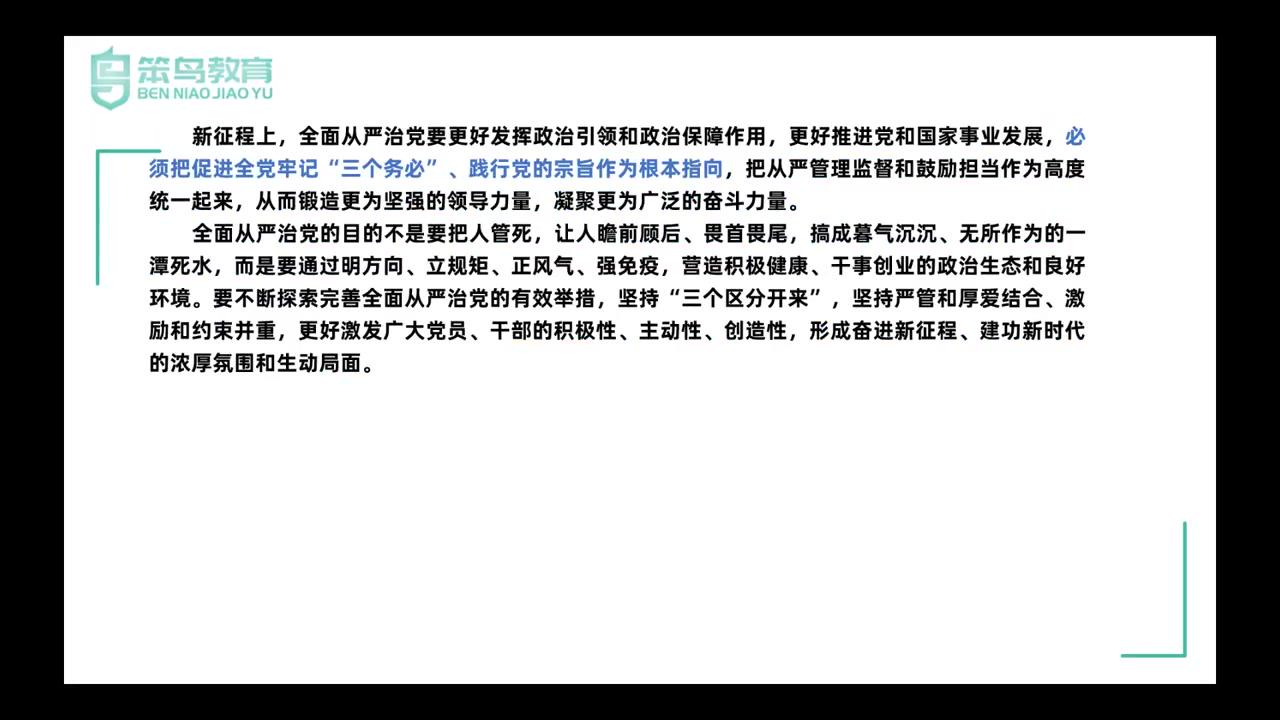 笨鸟教育
BEN NIAO JIAO YU
新征程上，全面从严治党要更好发挥政治引领和政治保障作用，更好推进党和国家事业发展，必
须把促进全党牢记“三个务必”、践行党的宗旨作为根本指向，把从严管理监督和鼓励担当作为高度
统一起来，从而锻造更为坚强的领导力量，凝聚更为广泛的奋斗力量。
全面从严治党的目的不是要把人管死，让人瞻前顾后、畏首畏尾，搞成暮气沉沉、无所作为的一
潭死水，而是要通过明方向、立规矩、正风气、强免疫，营造积极健康、干事创业的政治生态和良好
环境。要不断探索完善全面从严治党的有效举措，坚持“三个区分开来”，坚持严管和厚爱结合、激
励和约束并重，更好激发广大党员、干部的积极性、主动性、创造性，形成奋进新征程、建功新时代
的浓厚氛围和生动局面。